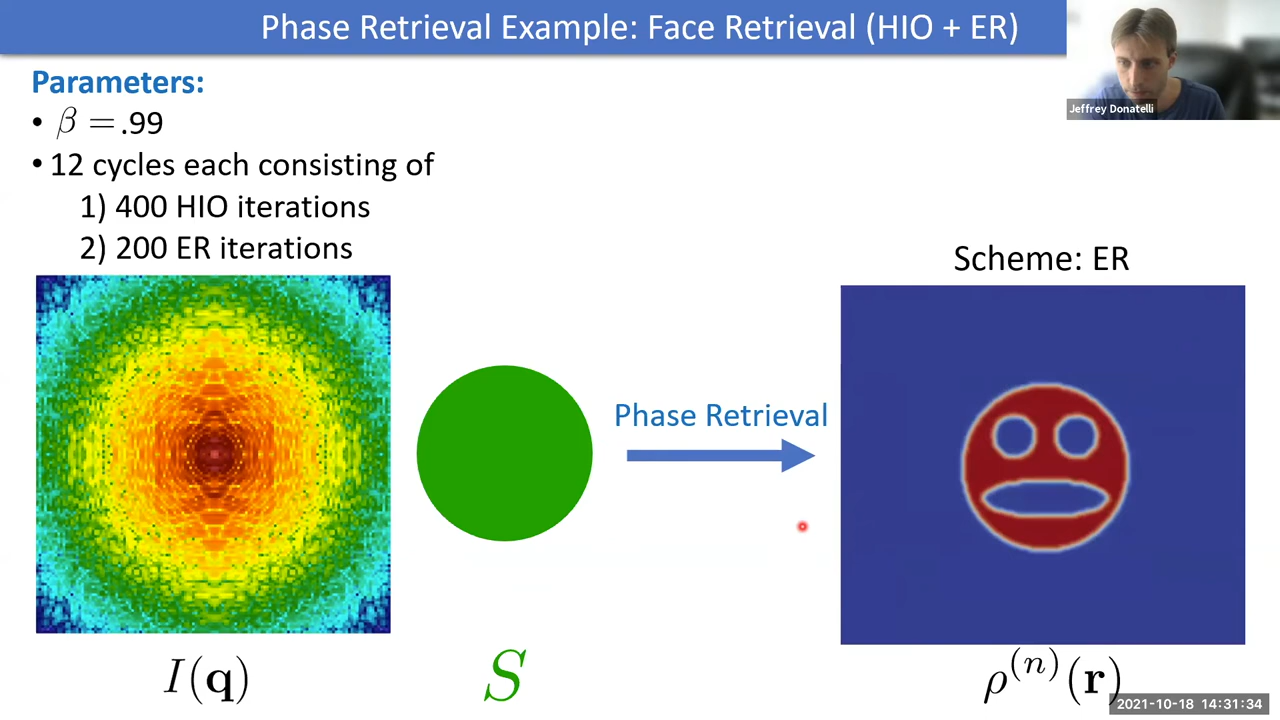 Phase Retrieval Example: Face Retrieval (HIO + ER)
Jeffrey Donatelli
Parameters:
• β = .99
• 12 cycles each consisting of
1) 400 HIO iterations
2) 200 ER iterations
Scheme: ER
Phase Retrieval
I(q)
S
ρ⁽ⁿ⁾(r)
2021-10-18 14:31:34